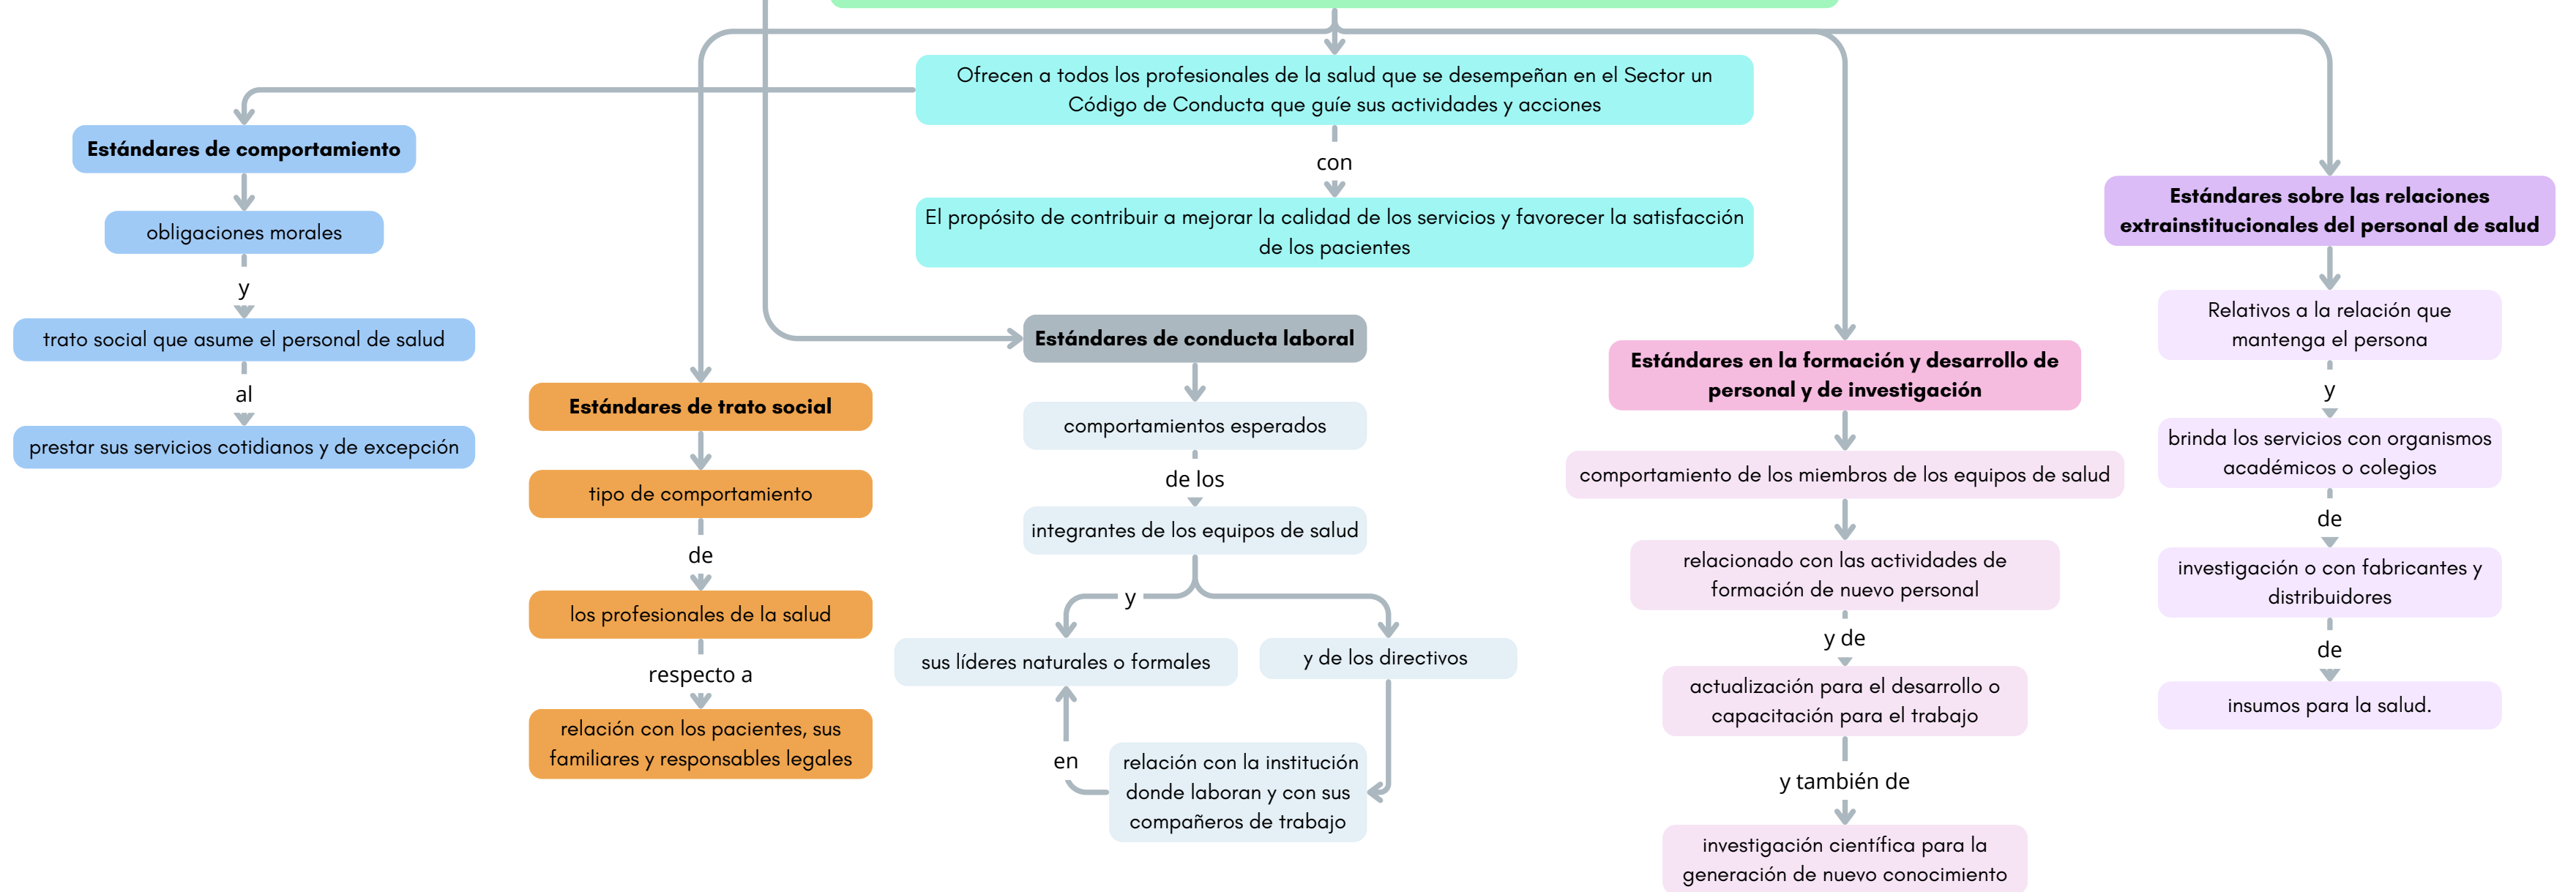 Ofrecen a todos los profesionales de la salud que se desempeñan en el Sector un
Código de Conducta que guíe sus actividades y acciones
con
El propósito de contribuir a mejorar la calidad de los servicios y favorecer la satisfacción
de los pacientes
Estándares de comportamiento
obligaciones morales
y
trato social que asume el personal de salud
al
prestar sus servicios cotidianos y de excepción
Estándares de trato social
tipo de comportamiento
de
los profesionales de la salud
respecto a
relación con los pacientes, sus
familiares y responsables legales
Estándares de conducta laboral
comportamientos esperados
de los
integrantes de los equipos de salud
y
sus líderes naturales o formales
y de los directivos
en
relación con la institución
donde laboran y con sus
compañeros de trabajo
Estándares en la formación y desarrollo de
personal y de investigación
comportamiento de los miembros de los equipos de salud
relacionado con las actividades de
formación de nuevo personal
y de
actualización para el desarrollo o
capacitación para el trabajo
y también de
investigación científica para la
generación de nuevo conocimiento
Estándares sobre las relaciones
extrainstitucionales del personal de salud
Relativos a la relación que
mantenga el persona
y
brinda los servicios con organismos
académicos o colegios
de
investigación o con fabricantes y
distribuidores
de
insumos para la salud.